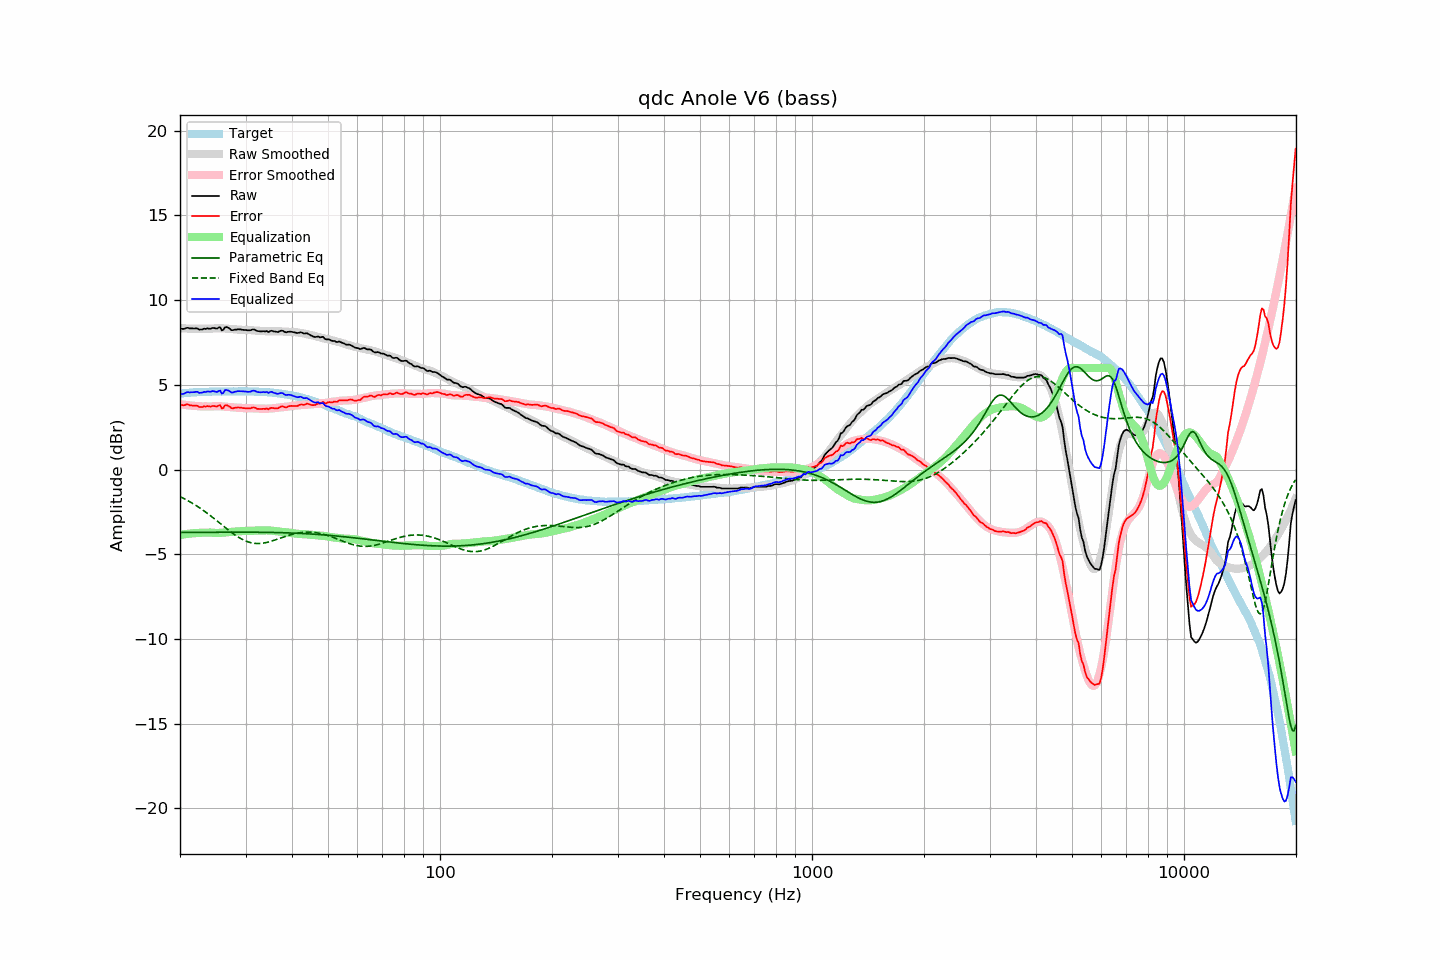 qdc Anole V6 (bass)
Target
Raw Smoothed
Error Smoothed
Raw
Error
Equalization
Parametric Eq
Fixed Band Eq
Equalized
20
15
10
5
0
−5
−10
−15
−20
Amplitude (dBr)
100
1000
10000
Frequency (Hz)